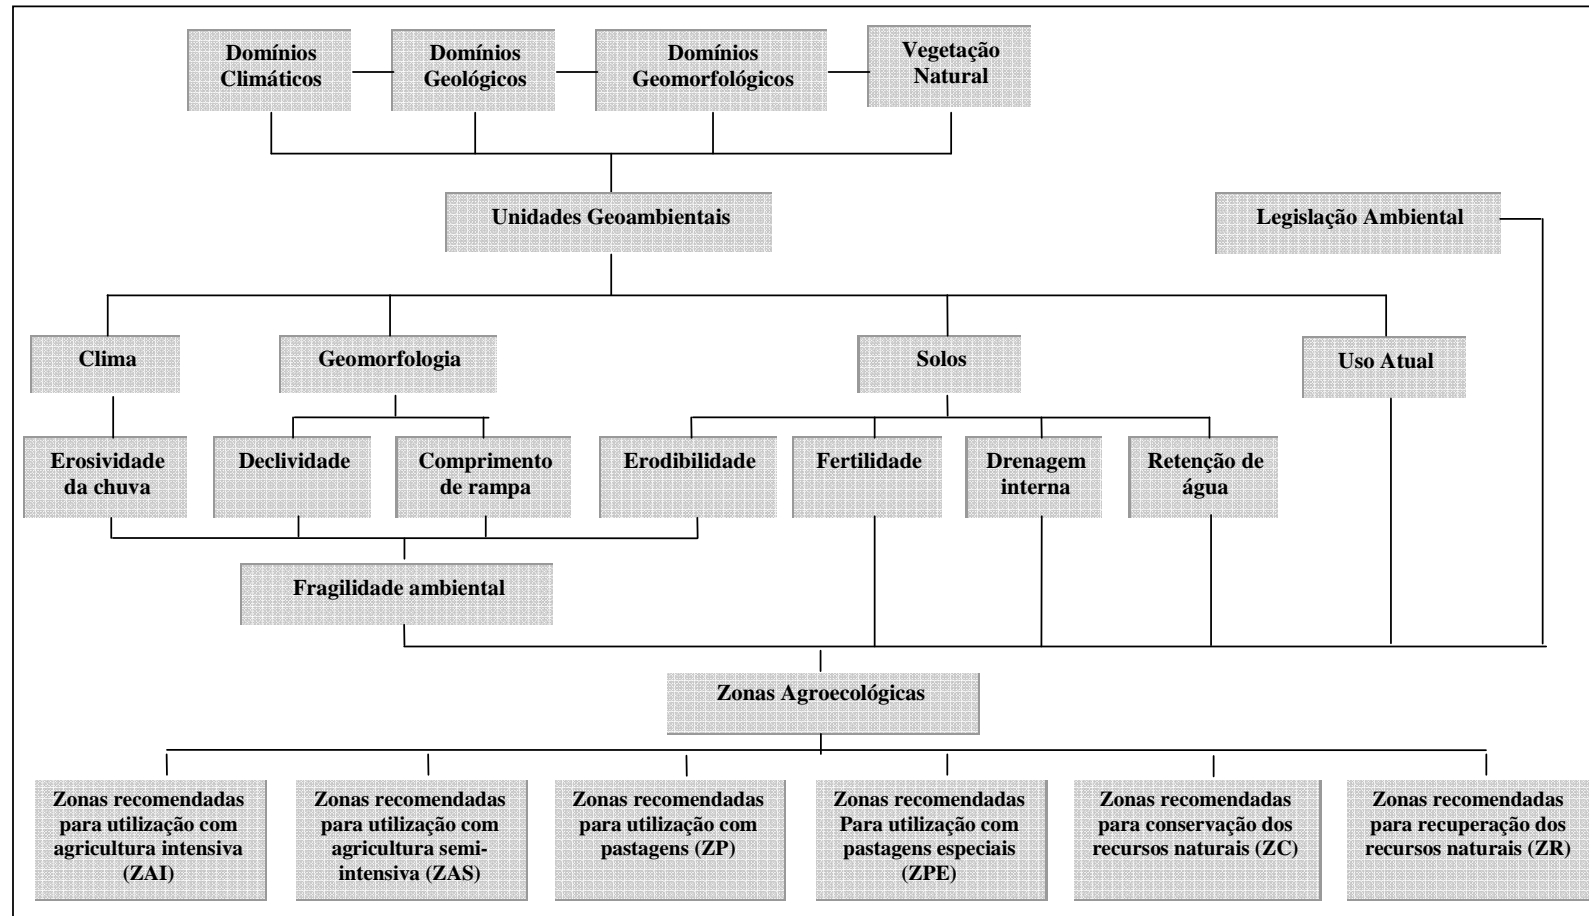 Domínios
Climáticos
Domínios
Geológicos
Domínios
Geomorfológicos
Vegetação
Natural
Unidades Geoambientais
Legislação Ambiental
Clima
Geomorfologia
Solos
Uso Atual
Erosividade
da chuva
Declividade
Comprimento
de rampa
Erodibilidade
Fertilidade
Drenagem
interna
Retenção de
água
Fragilidade ambiental
Zonas Agroecológicas
Zonas recomendadas
para utilização com
agricultura intensiva
(ZAI)
Zonas recomendadas
para utilização com
agricultura semi-
intensiva (ZAS)
Zonas recomendadas
para utilização com
pastagens (ZP)
Zonas recomendadas
Para utilização com
pastagens especiais
(ZPE)
Zonas recomendadas
para conservação dos
recursos naturais (ZC)
Zonas recomendadas
para recuperação dos
recursos naturais (ZR)